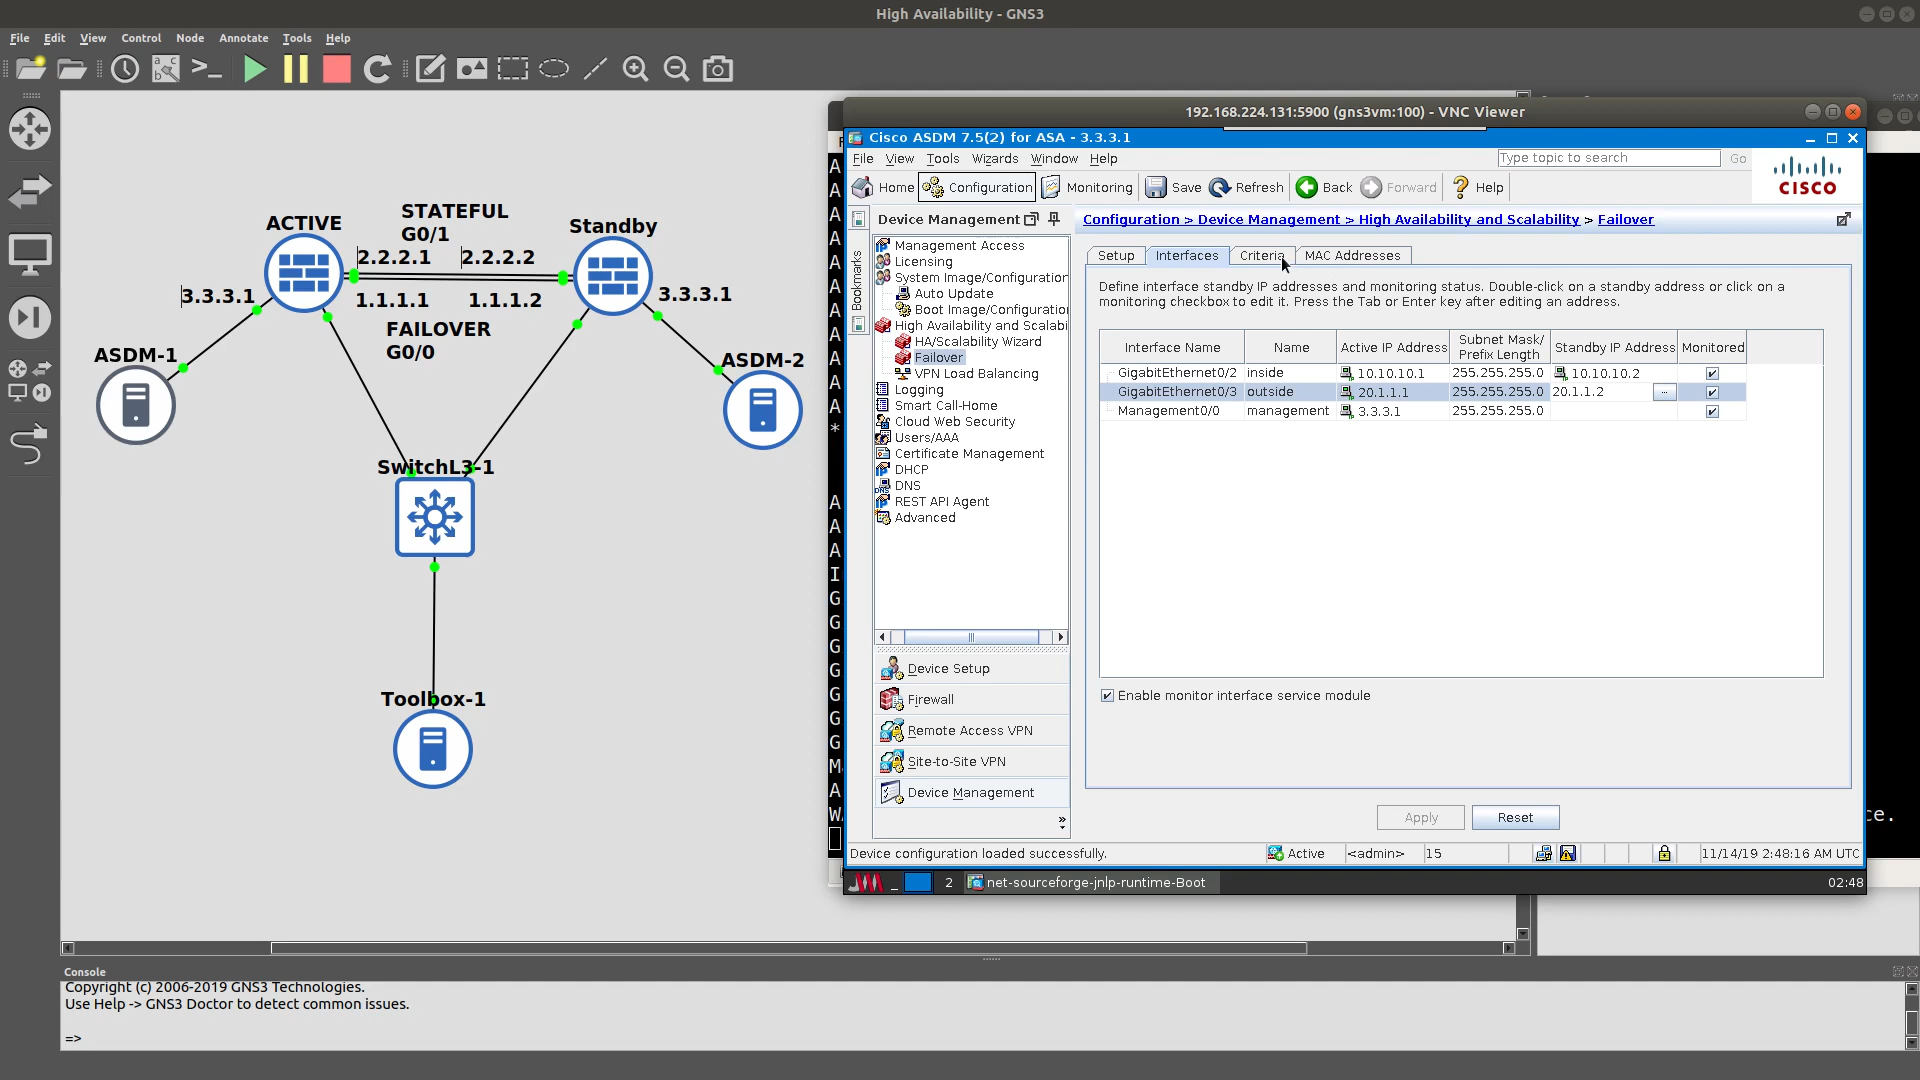 High Availability - GNS3
File Edit View Control Node Annotate Tools Help
ACTIVE
STATEFUL
G0/1
Standby
2.2.2.1 2.2.2.2
3.3.3.1
1.1.1.1 1.1.1.2
3.3.3.1
FAILOVER
G0/0
ASDM-1
ASDM-2
SwitchL3-1
Toolbox-1
Console
Copyright (c) 2006-2019 GNS3 Technologies.
Use Help -> GNS3 Doctor to detect common issues.
=>
192.168.224.131:5900 (gns3vm:100) - VNC Viewer
Cisco ASDM 7.5(2) for ASA - 3.3.3.1
File View Tools Wizards Window Help
Type topic to search Go
CISCO
Home Configuration Monitoring Save Refresh Back Forward Help
Bookmarks
Device Management
Management Access
Licensing
System Image/Configuration
Auto Update
Boot Image/Configuratio
High Availability and Scalabi
HA/Scalability Wizard
Failover
VPN Load Balancing
Logging
Smart Call-Home
Cloud Web Security
Users/AAA
Certificate Management
DHCP
DNS
REST API Agent
Advanced
Device Setup
Firewall
Remote Access VPN
Site-to-Site VPN
Device Management
Configuration > Device Management > High Availability and Scalability > Failover
Setup Interfaces Criteria MAC Addresses
Define interface standby IP addresses and monitoring status. Double-click on a standby address or click on a
monitoring checkbox to edit it. Press the Tab or Enter key after editing an address.
Interface Name Name Active IP Address Subnet Mask/ Prefix Length Standby IP Address Monitored
GigabitEthernet0/2 inside 10.10.10.1 255.255.255.0 10.10.10.2
GigabitEthernet0/3 outside 20.1.1.1 255.255.255.0 20.1.1.2 ...
Management0/0 management 3.3.3.1 255.255.255.0
Enable monitor interface service module
Apply Reset
Device configuration loaded successfully. Active <admin> 15 11/14/19 2:48:16 AM UTC
2 net-sourceforge-jnlp-runtime-Boot 02:48
A
A
A
A
A
A
A
A
A
A
A
*
A
A
A
I
G
G
G
G
G
G
G
M
A
W
ce.